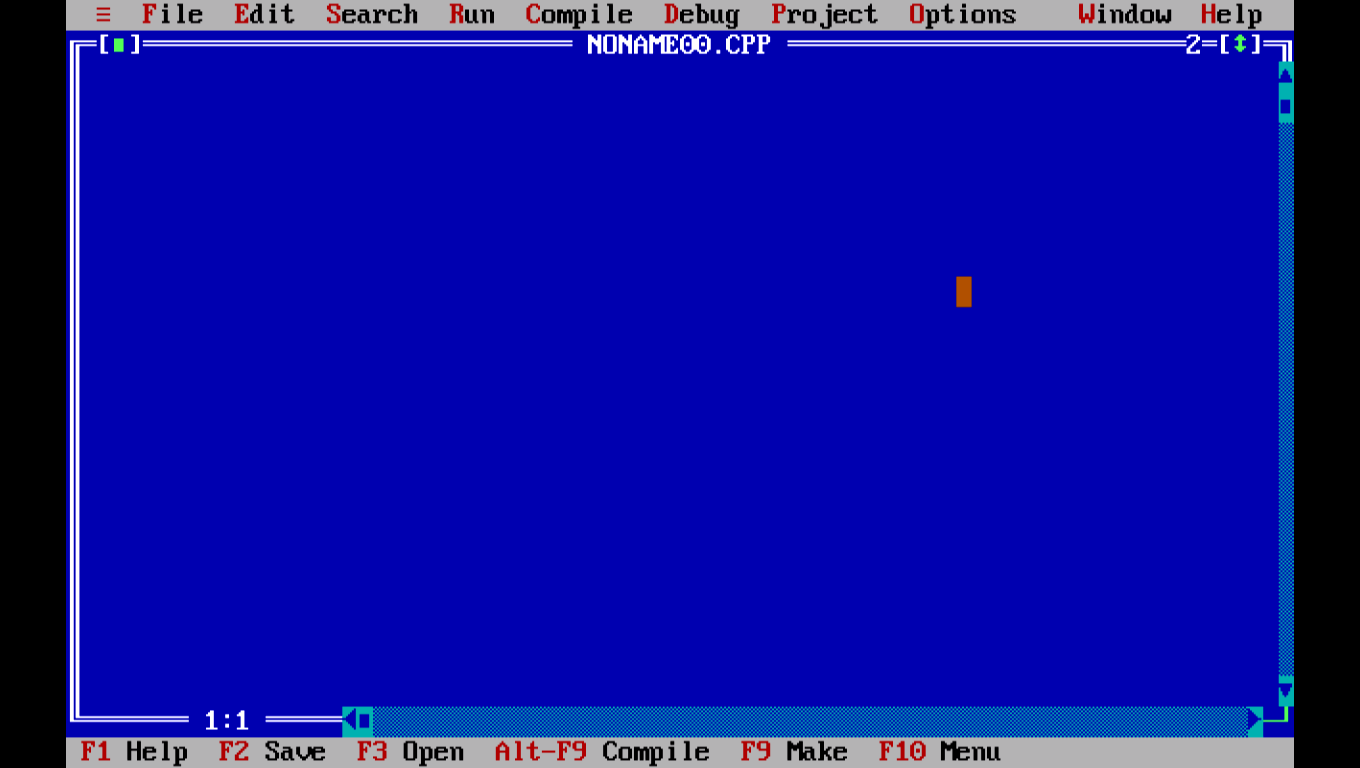 ≡ File Edit Search Run Compile Debug Project Options Window Help
[■] NONAME00.CPP 2=[↕]
1:1
F1 Help F2 Save F3 Open Alt-F9 Compile F9 Make F10 Menu